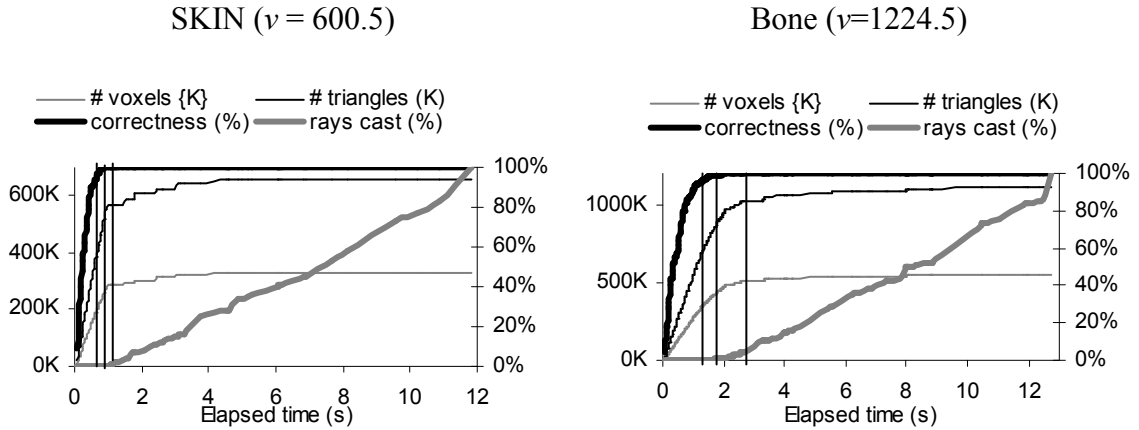 SKIN (v = 600.5)
# voxels {K}
# triangles (K)
correctness (%)
rays cast (%)
600K
400K
200K
0K
100%
80%
60%
40%
20%
0%
0 2 4 6 8 10 12
Elapsed time (s)
Bone (v=1224.5)
# voxels {K}
# triangles (K)
correctness (%)
rays cast (%)
1000K
500K
0K
100%
80%
60%
40%
20%
0%
0 2 4 6 8 10 12
Elapsed time (s)